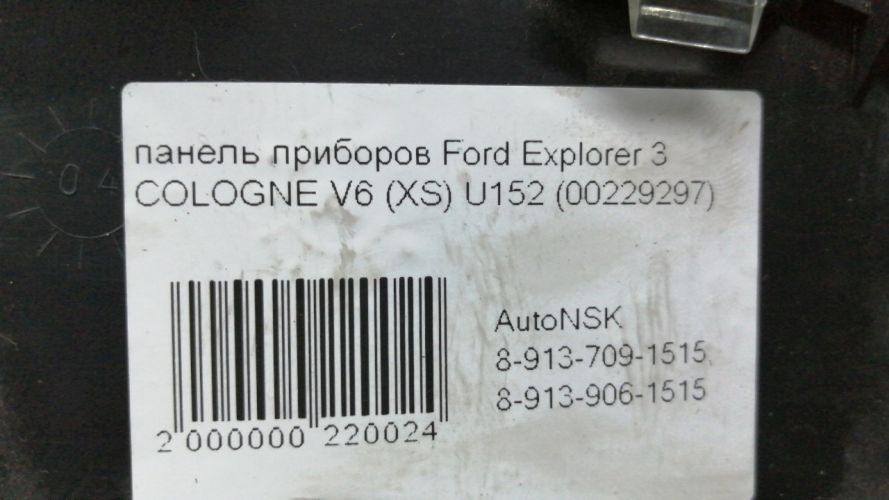 панель приборов Ford Explorer 3
COLOGNE V6 (XS) U152 (00229297)
AutoNSK
8-913-709-1515
8-913-906-1515
2 000000 220024
04